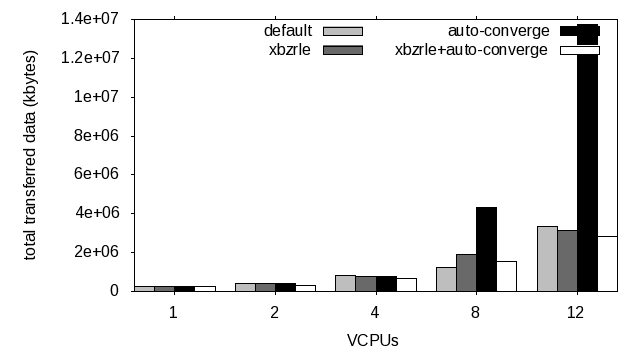 1.4e+07
default
auto-converge
xbzrle
xbzrle+auto-converge
1.2e+07
1e+07
8e+06
6e+06
4e+06
2e+06
0
total transferred data (kbytes)
1 2 4 8 12
VCPUs